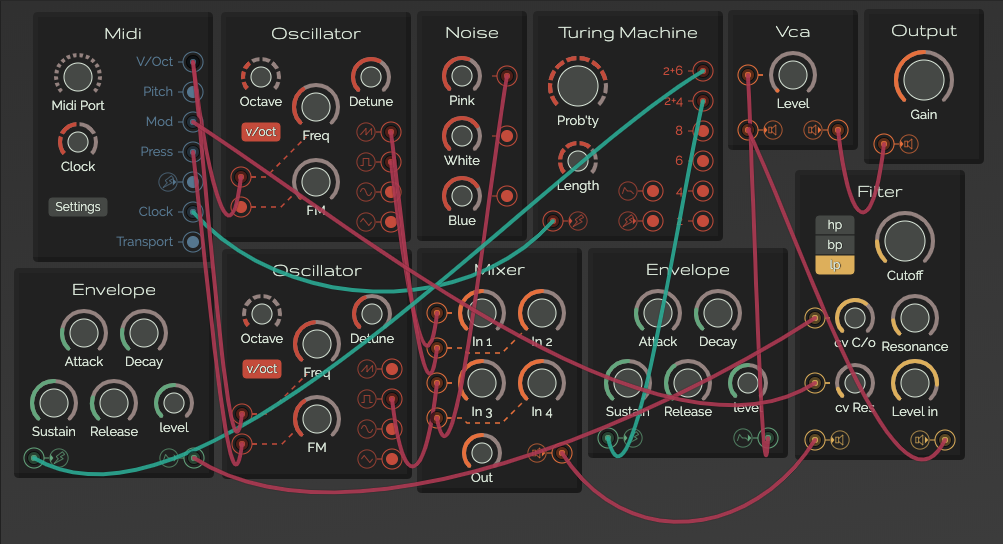 Midi
V/Oct
Pitch
Midi Port
Mod
Clock
Press
Settings
Clock
Transport
Oscillator
Octave
Detune
v/oct
Freq
FM
Noise
Pink
White
Blue
Turing Machine
2+6
2+4
Prob'ty
8
6
Length
4
2
Vca
Level
Output
Gain
Filter
hp
bp
lp
Cutoff
cv C/o
Resonance
cv Res
Level in
Envelope
Attack
Decay
Sustain
Release
level
Oscillator
Octave
Detune
v/oct
Freq
FM
Mixer
In 1
In 2
In 3
In 4
Out
Envelope
Attack
Decay
Sustain
Release
level